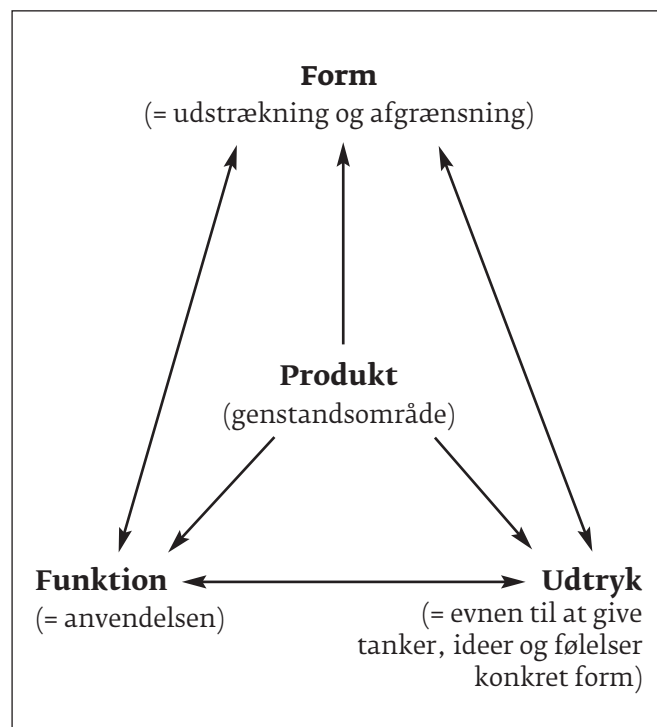 Form
(= udstrækning og afgrænsning)
Produkt
(genstandsområde)
Funktion
(= anvendelsen)
Udtryk
(= evnen til at give
tanker, ideer og følelser
konkret form)